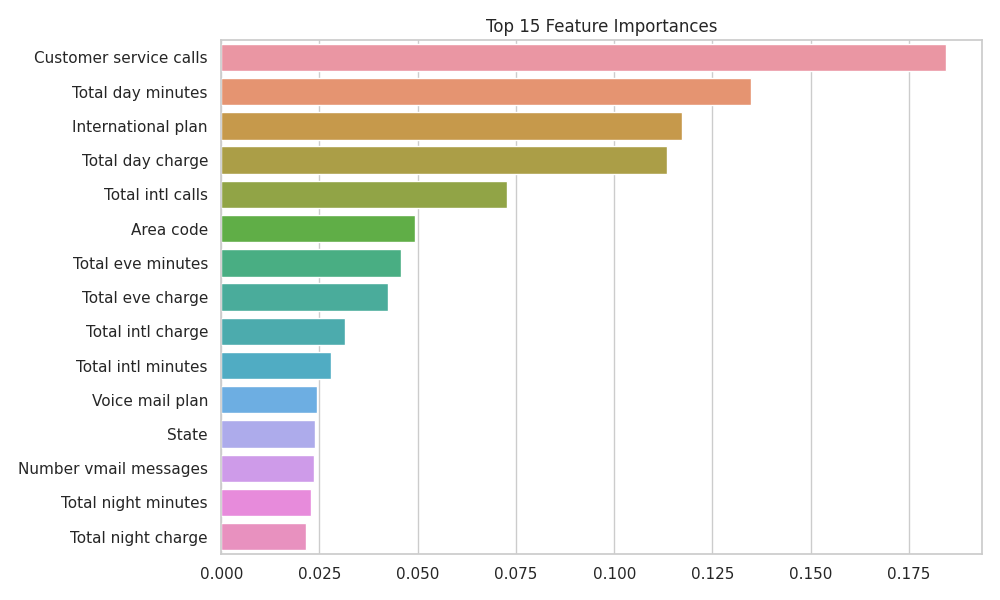 Top 15 Feature Importances
Customer service calls
Total day minutes
International plan
Total day charge
Total intl calls
Area code
Total eve minutes
Total eve charge
Total intl charge
Total intl minutes
Voice mail plan
State
Number vmail messages
Total night minutes
Total night charge
0.000 0.025 0.050 0.075 0.100 0.125 0.150 0.175